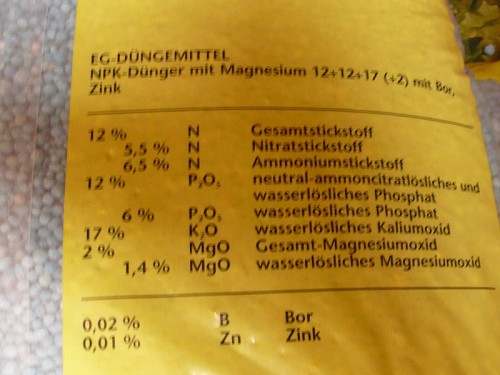 EG-DÜNGEMITTEL
NPK-Dünger mit Magnesium 12+12+17 (+2) mit Bor,
Zink
12 % N Gesamtstickstoff
5,5 % N Nitratstickstoff
6,5 % N Ammoniumstickstoff
12 % P₂O₅ neutral-ammoncitratlösliches und
wasserlösliches Phosphat
6 % P₂O₅ wasserlösliches Phosphat
17 % K₂O wasserlösliches Kaliumoxid
2 % MgO Gesamt-Magnesiumoxid
1,4 % MgO wasserlösliches Magnesiumoxid
0,02 % B Bor
0,01 % Zn Zink